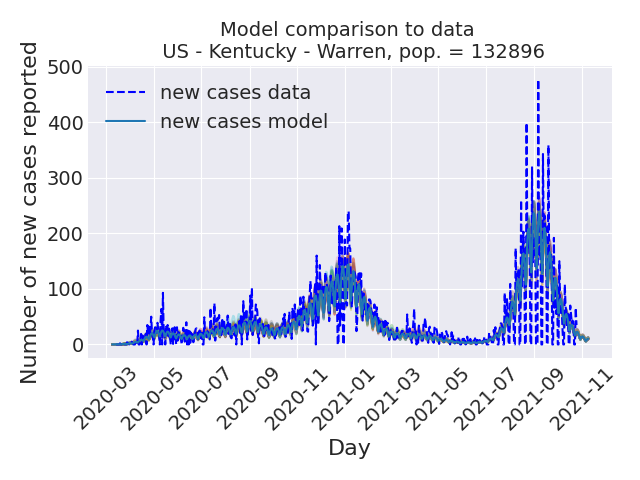 Model comparison to data
US - Kentucky - Warren, pop. = 132896
Number of new cases reported
500
400
300
200
100
0
new cases data
new cases model
2020-03
2020-05
2020-07
2020-09
2020-11
2021-01
2021-03
2021-05
2021-07
2021-09
2021-11
Day